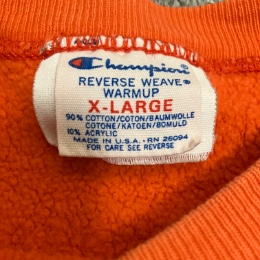 Champion
REVERSE WEAVE®
WARMUP
X-LARGE
90% COTTON/COTON/BAUMWOLLE
COTONE/KATOEN/BOMULD
10% ACRYLIC
MADE IN U.S.A.-RN 26094
FOR CARE SEE REVERSE